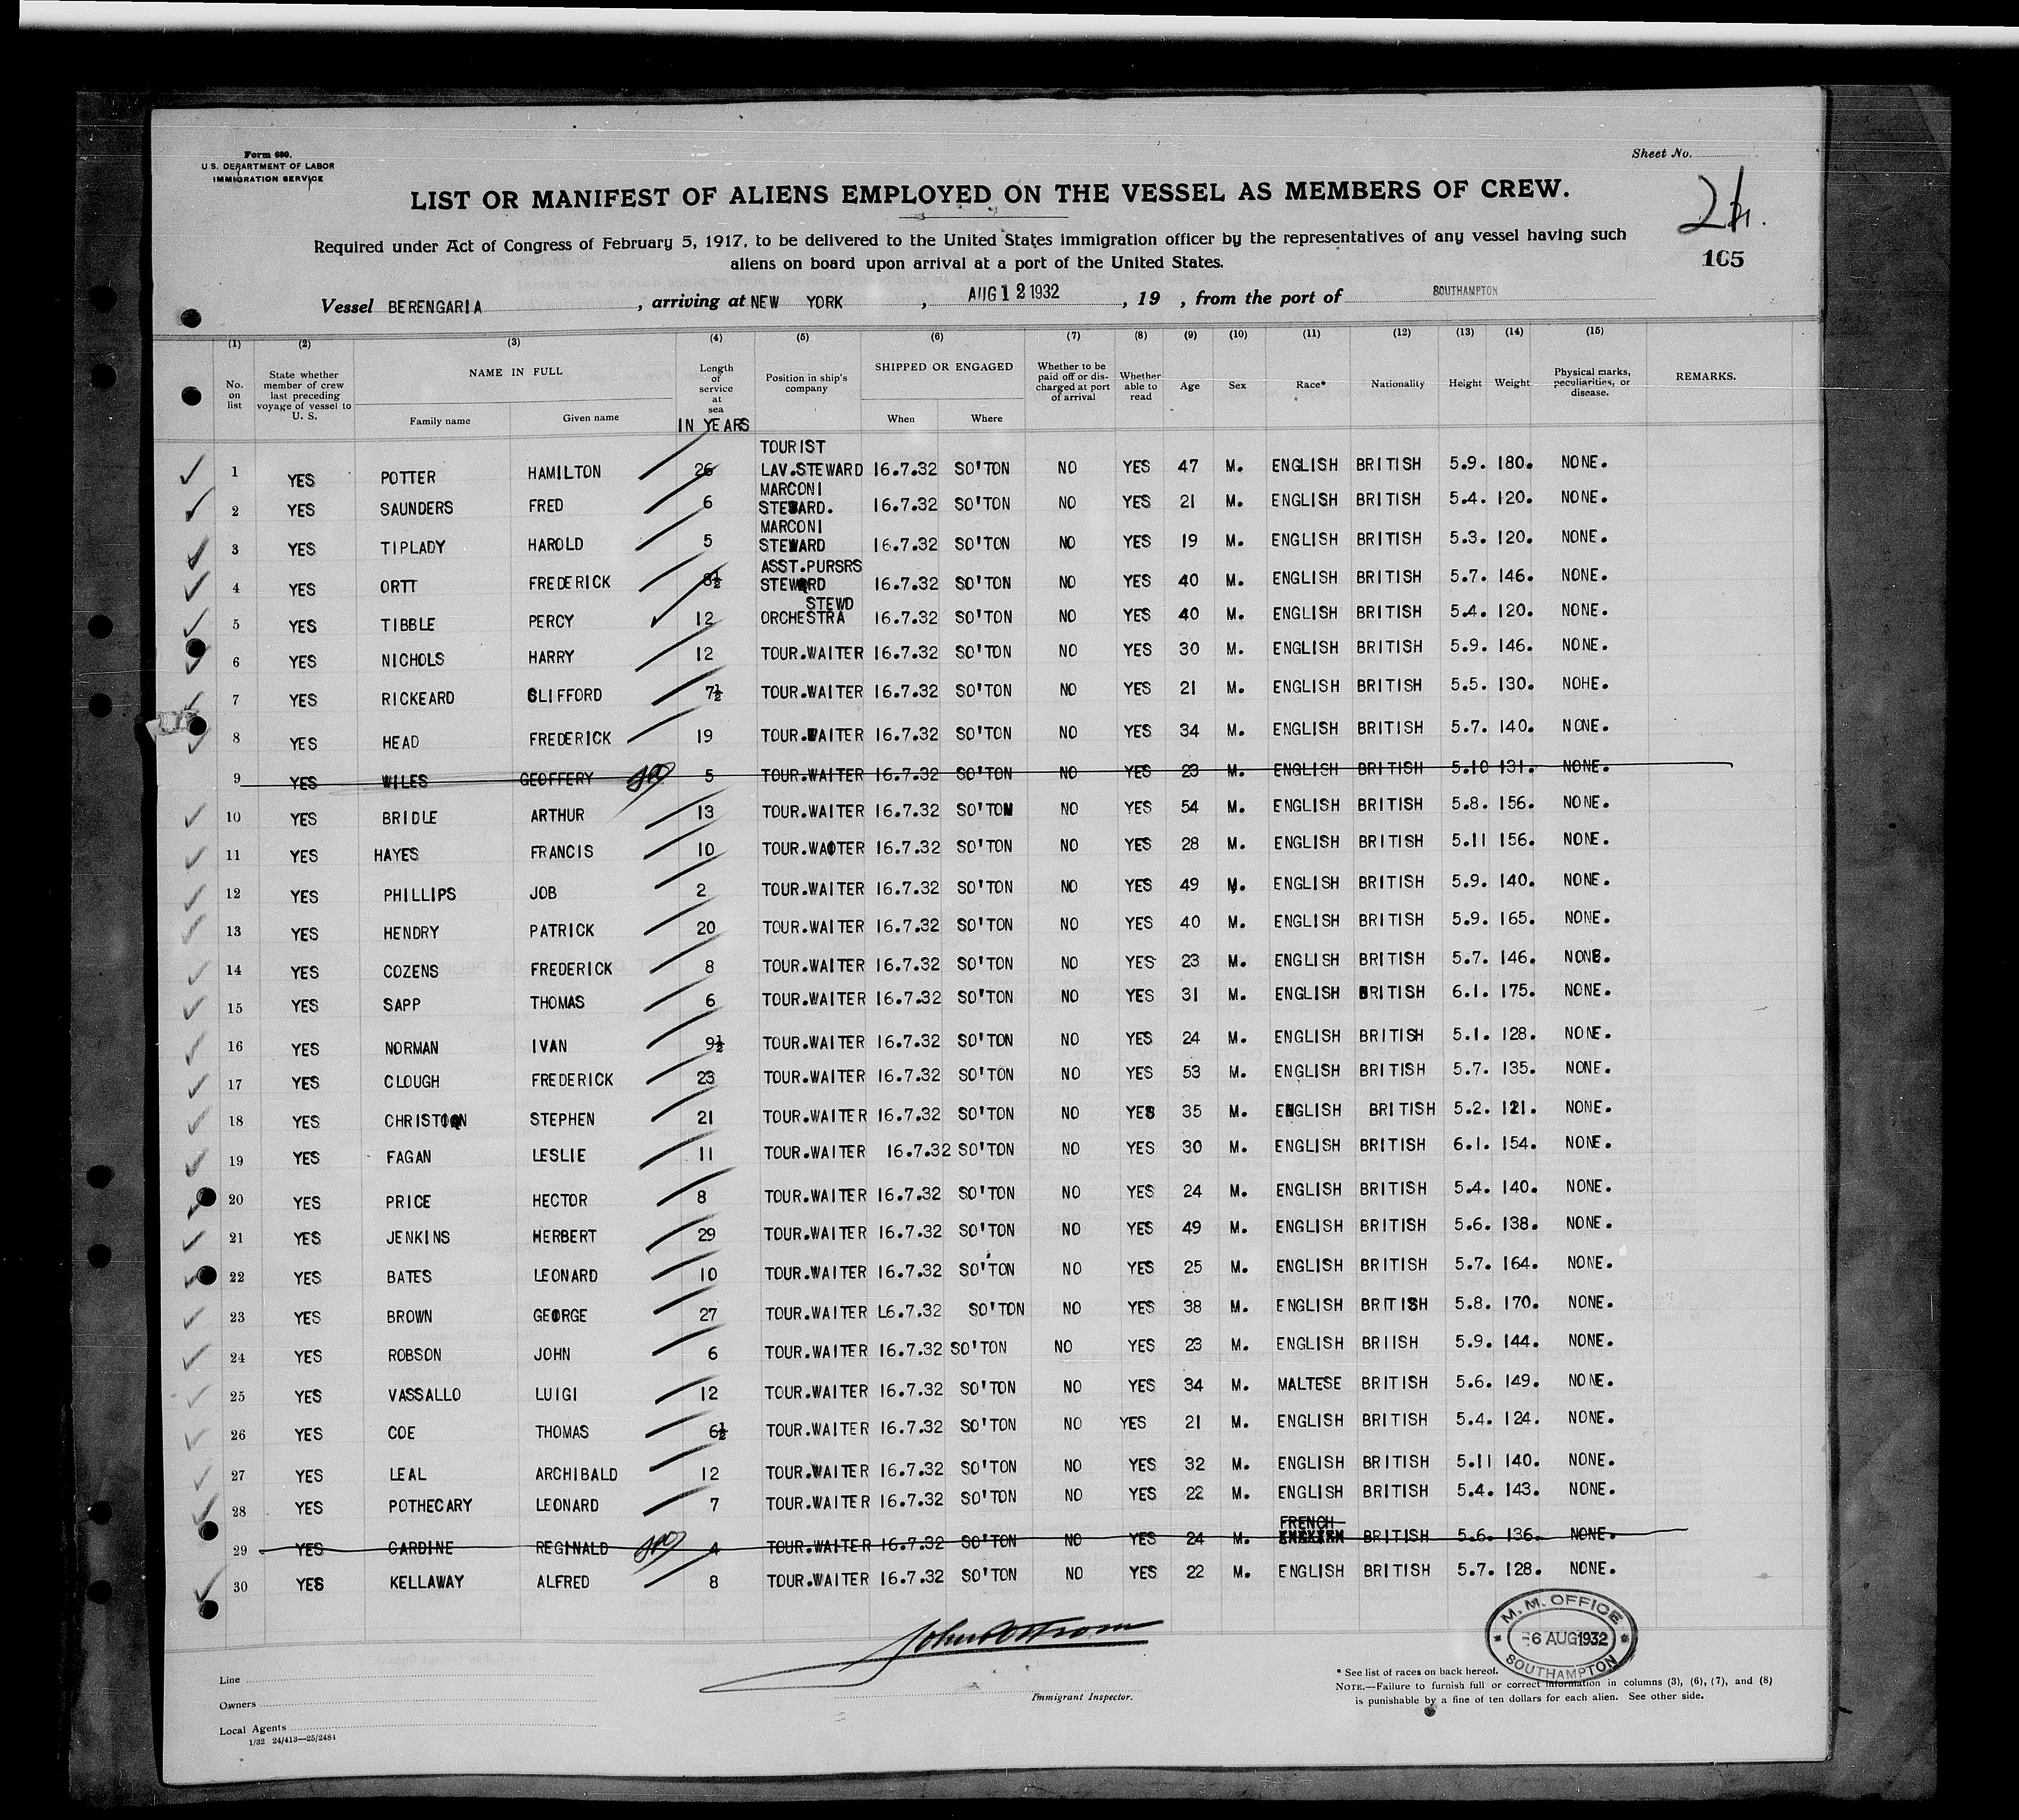 Form 680.
U S. DEPARTMENT OF LABOR
IMMIGRATION SERVICE
Sheet No.
LIST OR MANIFEST OF ALIENS EMPLOYED ON THE VESSEL AS MEMBERS OF CREW.
Required under Act of Congress of February 5, 1917, to be delivered to the United States immigration officer by the representatives of any vessel having such
aliens on board upon arrival at a port of the United States.
165
Vessel BERENGARIA, arriving at NEW YORK, AUG 12 1932, 19 , from the port of SOUTHAMPTON
(1) (2) (3) (4) (5) (6) (7) (8) (9) (10) (11) (12) (13) (14) (15)
No. on list State whether member of crew last preceding voyage of vessel to U. S. NAME IN FULL Family name Given name Length of service at sea IN YEARS Position in ship's company SHIPPED OR ENGAGED When Where Whether to be paid off or discharged at port of arrival Whether able to read Age Sex Race* Nationality Height Weight Physical marks, peculiarities, or disease. REMARKS.
1 YES POTTER HAMILTON 26 TOURIST LAV.STEWARD 16.7.32 SO'TON NO YES 47 M. ENGLISH BRITISH 5.9. 180. NONE.
2 YES SAUNDERS FRED 6 MARCONI STEWARD. 16.7.32 SO'TON NO YES 21 M. ENGLISH BRITISH 5.4. 120. NONE.
3 YES TIPLADY HAROLD 5 MARCONI STEWARD 16.7.32 SO'TON NO YES 19 M. ENGLISH BRITISH 5.3. 120. NONE.
4 YES ORTT FREDERICK 8½ ASST.PURSRS STEWARD 16.7.32 SO'TON NO YES 40 M. ENGLISH BRITISH 5.7. 146. NONE.
5 YES TIBBLE PERCY 12 STEWD ORCHESTRA 16.7.32 SO'TON NO YES 40 M. ENGLISH BRITISH 5.4. 120. NONE.
6 YES NICHOLS HARRY 12 TOUR.WAITER 16.7.32 SO'TON NO YES 30 M. ENGLISH BRITISH 5.9. 146. NONE.
7 YES RICKEARD CLIFFORD 7½ TOUR.WAITER 16.7.32 SO'TON NO YES 21 M. ENGLISH BRITISH 5.5. 130. NOHE.
8 YES HEAD FREDERICK 19 TOUR.WAITER 16.7.32 SO'TON NO YES 34 M. ENGLISH BRITISH 5.7. 140. NONE.
9 YES WILES GEOFFERY 5 TOUR.WAITER 16.7.32 SO'TON NO YES 23 M. ENGLISH BRITISH 5.10 131. NONE.
10 YES BRIDLE ARTHUR 13 TOUR.WAITER 16.7.32 SO'TON NO YES 54 M. ENGLISH BRITISH 5.8. 156. NONE.
11 YES HAYES FRANCIS 10 TOUR.WAITER 16.7.32 SO'TON NO YES 28 M. ENGLISH BRITISH 5.11 156. NONE.
12 YES PHILLIPS JOB 2 TOUR.WAITER 16.7.32 SO'TON NO YES 49 M. ENGLISH BRITISH 5.9. 140. NONE.
13 YES HENDRY PATRICK 20 TOUR.WAITER 16.7.32 SO'TON NO YES 40 M. ENGLISH BRITISH 5.9. 165. NONE.
14 YES COZENS FREDERICK 8 TOUR.WAITER 16.7.32 SO'TON NO YES 23 M. ENGLISH BRITISH 5.7. 146. NONE.
15 YES SAPP THOMAS 6 TOUR.WAITER 16.7.32 SO'TON NO YES 31 M. ENGLISH BRITISH 6.1. 175. NONE.
16 YES NORMAN IVAN 9½ TOUR.WAITER 16.7.32 SO'TON NO YES 24 M. ENGLISH BRITISH 5.1. 128. NONE.
17 YES CLOUGH FREDERICK 23 TOUR.WAITER 16.7.32 SO'TON NO YES 53 M. ENGLISH BRITISH 5.7. 135. NONE.
18 YES STEPHEN 21 TOUR.WAITER 16.7.32 SO'TON NO YES 35 M. ENGLISH BRITISH 5.2. 121. NONE.
19 YES FAGAN LESLIE 11 TOUR.WAITER 16.7.32 SO'TON NO YES 30 M. ENGLISH BRITISH 6.1. 154. NONE.
20 YES PRICE HECTOR 8 TOUR.WAITER 16.7.32 SO'TON NO YES 24 M. ENGLISH BRITISH 5.4. 140. NONE.
21 YES JENKINS HERBERT 29 TOUR.WAITER 16.7.32 SO'TON NO YES 49 M. ENGLISH BRITISH 5.6. 138. NONE.
22 YES BATES LEONARD 10 TOUR.WAITER 16.7.32 SO'TON NO YES 25 M. ENGLISH BRITISH 5.7. 164. NONE.
23 YES BROWN GEORGE 27 TOUR.WAITER L6.7.32 SO'TON NO YES 38 M. ENGLISH BRITISH 5.8. 170. NONE.
24 YES ROBSON JOHN 6 TOUR.WAITER 16.7.32 SO'TON NO YES 23 M. ENGLISH BRIISH 5.9. 144. NONE.
25 YES VASSALLO LUIGI 12 TOUR.WAITER 16.7.32 SO'TON NO YES 34 M. MALTESE BRITISH 5.6. 149. NONE.
26 YES COE THOMAS 6½ TOUR.WAITER 16.7.32 SO'TON NO YES 21 M. ENGLISH BRITISH 5.4. 124. NONE.
27 YES LEAL ARCHIBALD 12 TOUR.WAITER 16.7.32 SO'TON NO YES 32 M. ENGLISH BRITISH 5.11 140. NONE.
28 YES POTHECARY LEONARD 7 TOUR.WAITER 16.7.32 SO'TON NO YES 22 M. ENGLISH BRITISH 5.4. 143. NONE.
29 YES CARDINE REGINALD 4 TOUR.WAITER 16.7.32 SO'TON NO YES 24 M. FRENCH BRITISH 5.6. 136. NONE.
30 YES KELLAWAY ALFRED 8 TOUR.WAITER 16.7.32 SO'TON NO YES 22 M. ENGLISH BRITISH 5.7. 128. NONE.
M. M. OFFICE
-6 AUG 1932
SOUTHAMPTON
Line
Owners
Local Agents
1/32 24/413—25/2484
Immigrant Inspector.
* See list of races on back hereof.
NOTE.—Failure to furnish full or correct information in columns (3), (6), (7), and (8)
is punishable by a fine of ten dollars for each alien. See other side.